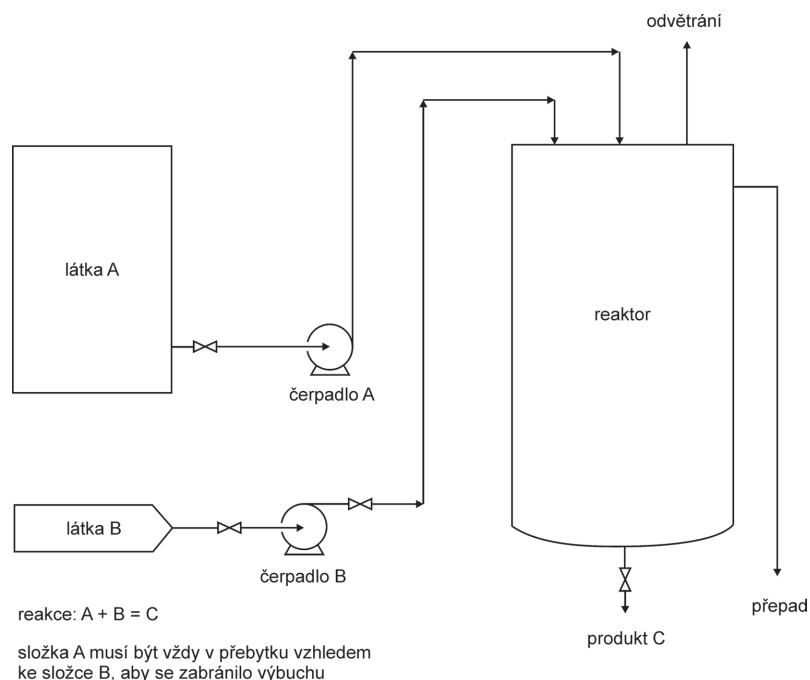 odvětrání
látka A
reaktor
čerpadlo A
látka B
čerpadlo B
reakce: A + B = C
přepad
produkt C
složka A musí být vždy v přebytku vzhledem
ke složce B, aby se zabránilo výbuchu